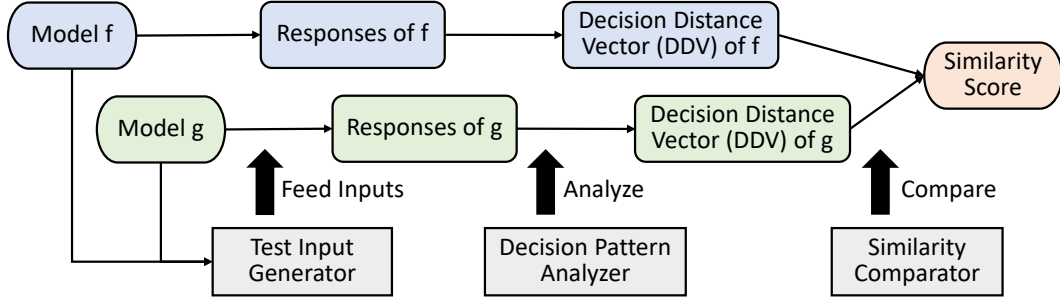 Model f
Responses of f
Decision Distance
Vector (DDV) of f
Similarity
Score
Model g
Responses of g
Decision Distance
Vector (DDV) of g
Feed Inputs
Analyze
Compare
Test Input
Generator
Decision Pattern
Analyzer
Similarity
Comparator